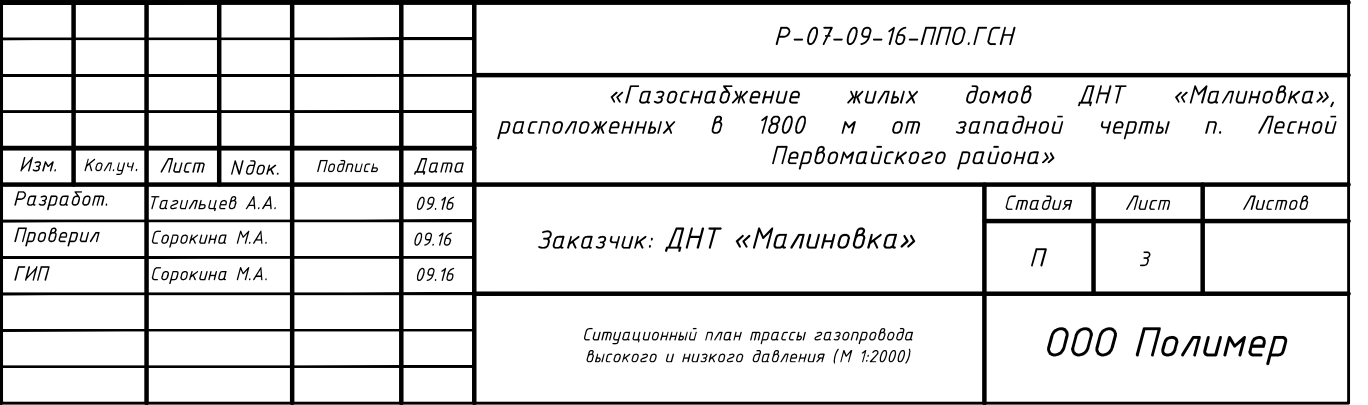 Р-07-09-16-ППО.ГСН
«Газоснабжение жилых домов ДНТ «Малиновка»,
расположенных в 1800 м от западной черты п. Лесной
Первомайского района»
Изм. Кол.уч. Лист Nдок. Подпись Дата
Разработ. Тагильцев А.А. 09.16
Проверил Сорокина М.А. 09.16
ГИП Сорокина М.А. 09.16
Заказчик: ДНТ «Малиновка»
Стадия Лист Листов
П 3
Ситуационный план трассы газопровода
высокого и низкого давления (М 1:2000)
ООО Полимер